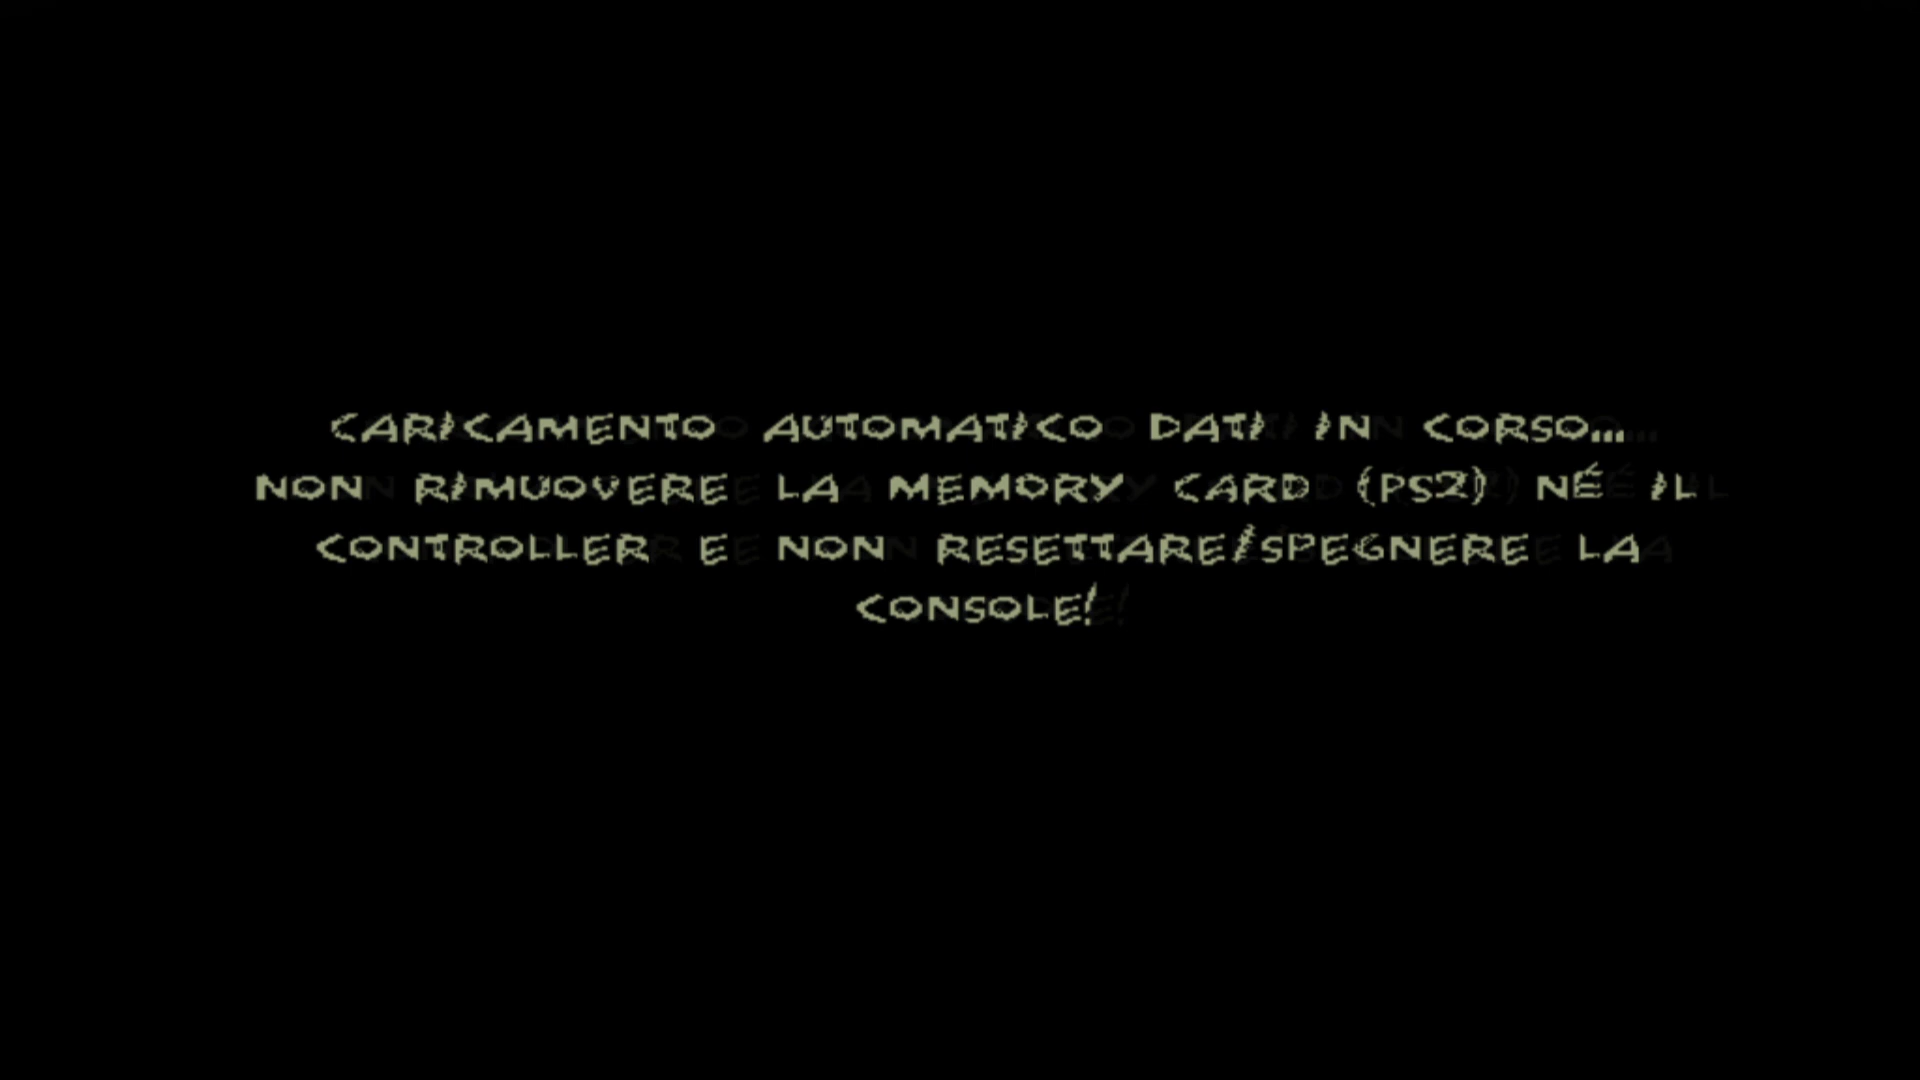 CARICAMENTO AUTOMATICO DATI IN CORSO...
NON RIMUOVERE LA MEMORY CARD (PS2) NÉ IL
CONTROLLER E NON RESETTARE/SPEGNERE LA
CONSOLE!